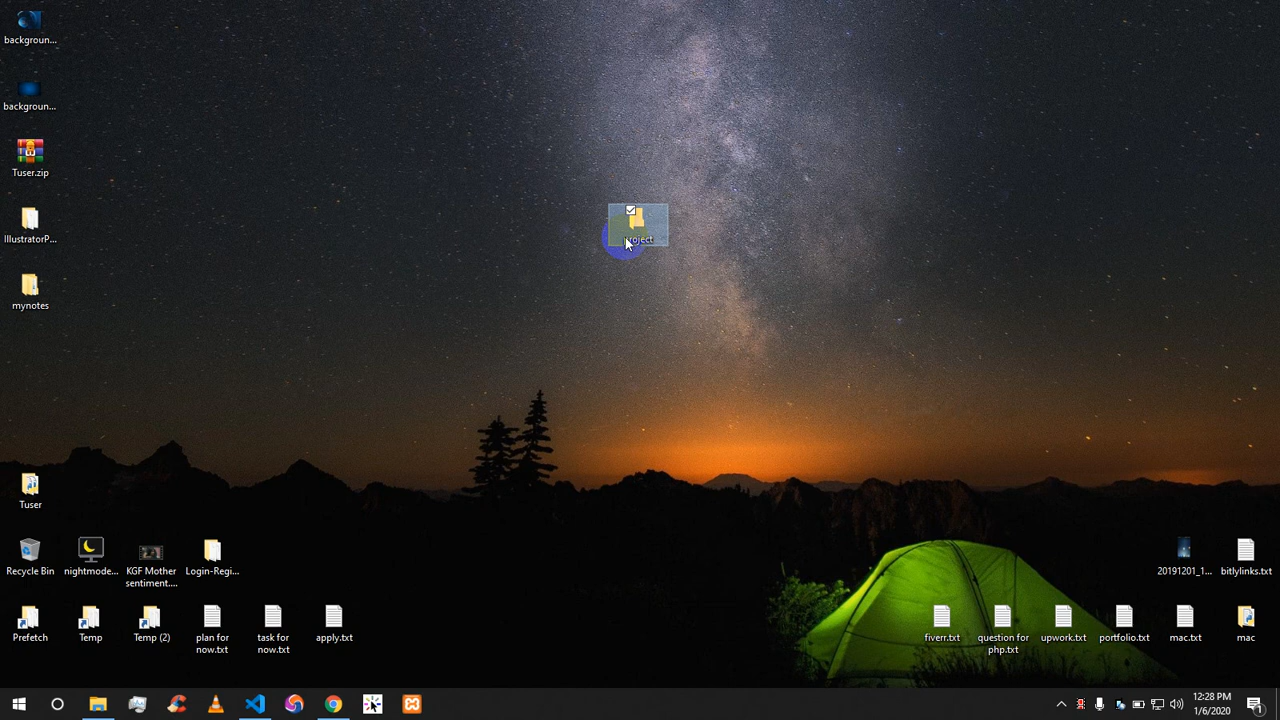 backgroun...
backgroun...
Tuser.zip
IllustratorP...
mynotes
project
Tuser
Recycle Bin
nightmode...
KGF Mother
sentiment....
Login-Regi...
20191201_1...
bitlylinks.txt
Prefetch
Temp
Temp (2)
plan for
now.txt
task for
now.txt
apply.txt
fiverr.txt
question for
php.txt
upwork.txt
portfolio.txt
mac.txt
mac
12:28 PM
1/6/2020
1